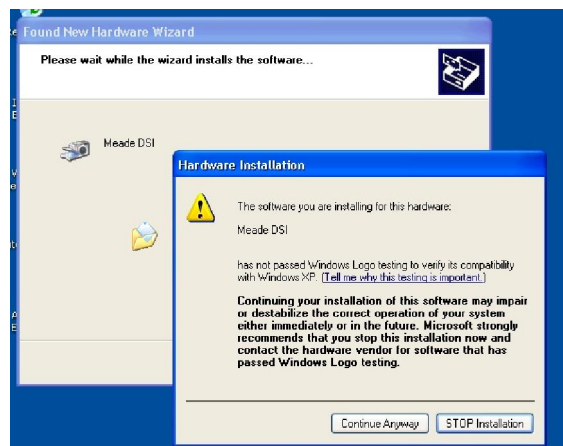 Found New Hardware Wizard
Please wait while the wizard installs the software...
Meade DSI
Hardware Installation
The software you are installing for this hardware:
Meade DSI
has not passed Windows Logo testing to verify its compatibility
with Windows XP. (Tell me why this testing is important.)
Continuing your installation of this software may impair
or destabilize the correct operation of your system
either immediately or in the future. Microsoft strongly
recommends that you stop this installation now and
contact the hardware vendor for software that has
passed Windows Logo testing.
Continue Anyway
STOP Installation